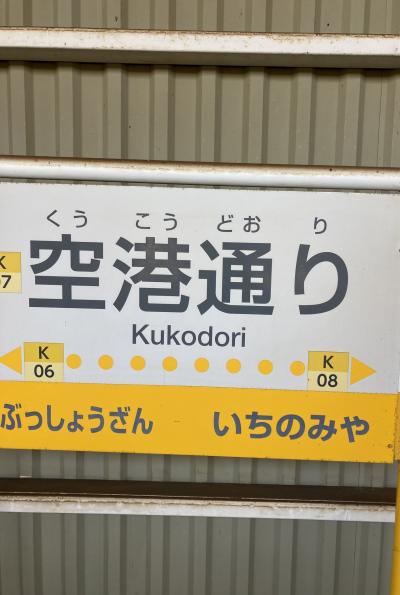 くう こう どお り
K
07
空港通り
Kukodori
K
06
K
08
ぶっしょうざん いちのみや